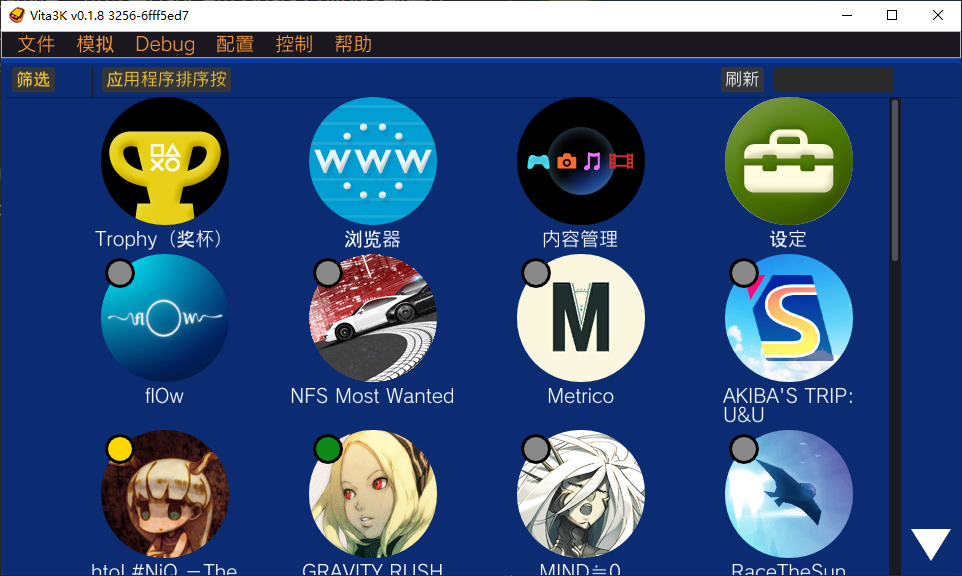 Vita3K v0.1.8 3256-6fff5ed7
文件 模拟 Debug 配置 控制 帮助
筛选 应用程序排序按 刷新
WWW
Trophy（奖杯） 浏览器 内容管理 设定
flOw
M
S
flOw NFS Most Wanted Metrico AKIBA'S TRIP:
U&U
htoL#NiQ －The GRAVITY RUSH MIND≒0 RaceTheSun